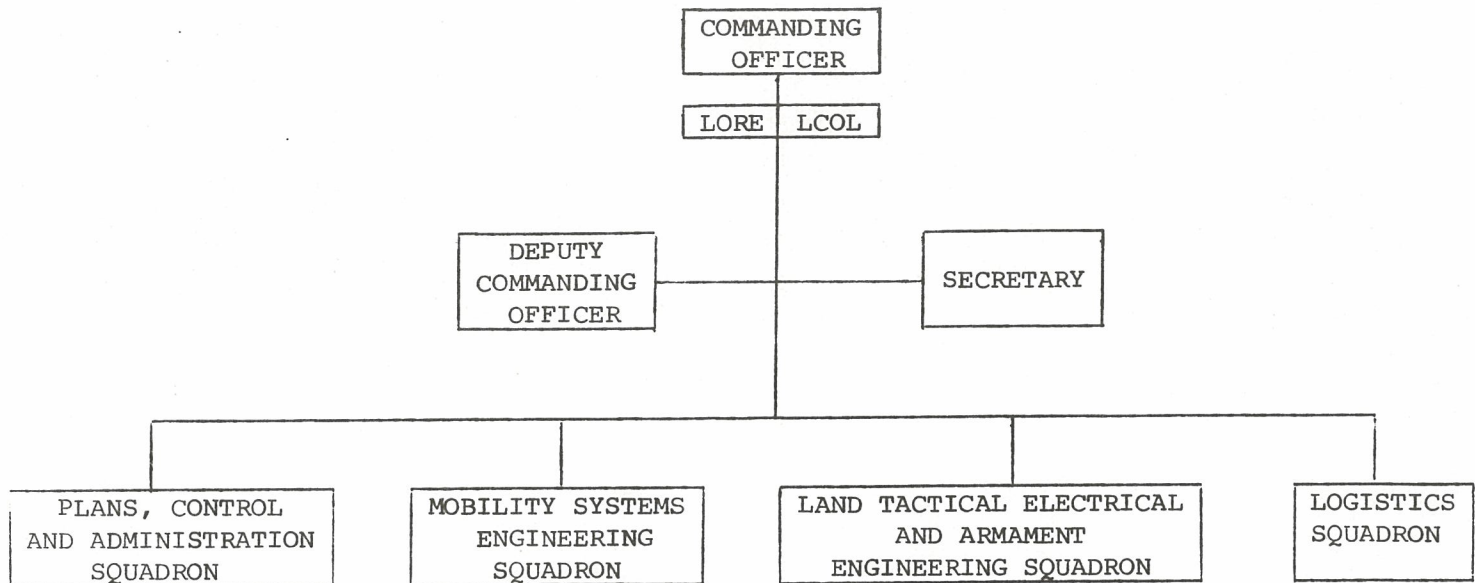 COMMANDING
OFFICER
LORE LCOL
DEPUTY
COMMANDING
OFFICER
SECRETARY
PLANS, CONTROL
AND ADMINISTRATION
SQUADRON
MOBILITY SYSTEMS
ENGINEERING
SQUADRON
LAND TACTICAL ELECTRICAL
AND ARMAMENT
ENGINEERING SQUADRON
LOGISTICS
SQUADRON